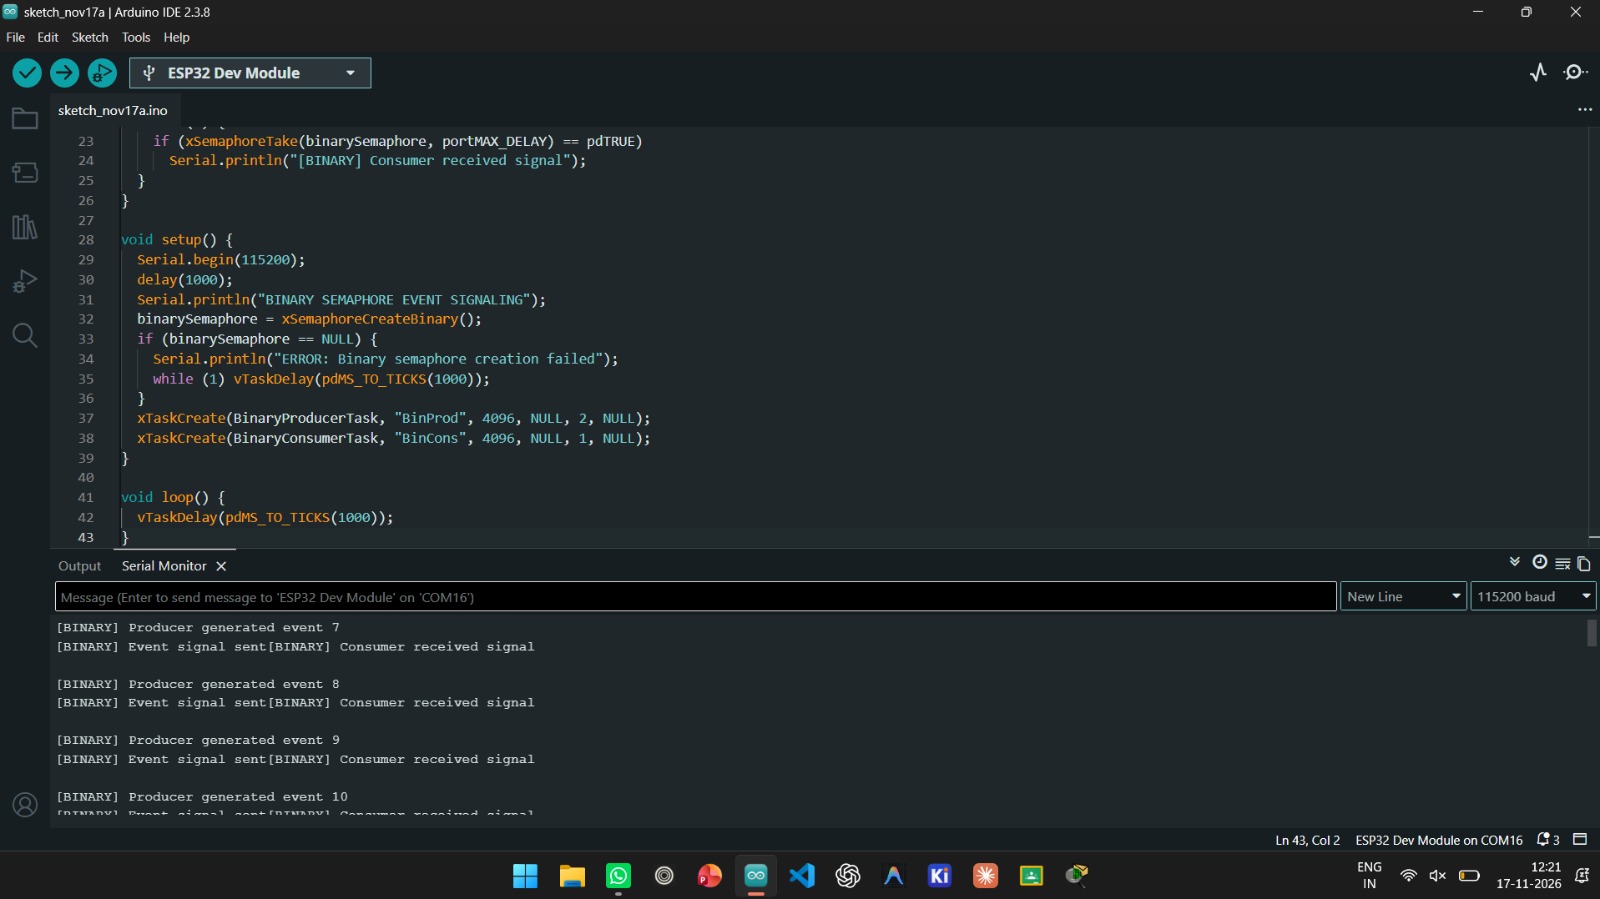 sketch_nov17a | Arduino IDE 2.3.8
File Edit Sketch Tools Help
ESP32 Dev Module
sketch_nov17a.ino
23 if (xSemaphoreTake(binarySemaphore, portMAX_DELAY) == pdTRUE)
24 Serial.println("[BINARY] Consumer received signal");
25 }
26 }
27
28 void setup() {
29 Serial.begin(115200);
30 delay(1000);
31 Serial.println("BINARY SEMAPHORE EVENT SIGNALING");
32 binarySemaphore = xSemaphoreCreateBinary();
33 if (binarySemaphore == NULL) {
34 Serial.println("ERROR: Binary semaphore creation failed");
35 while (1) vTaskDelay(pdMS_TO_TICKS(1000));
36 }
37 xTaskCreate(BinaryProducerTask, "BinProd", 4096, NULL, 2, NULL);
38 xTaskCreate(BinaryConsumerTask, "BinCons", 4096, NULL, 1, NULL);
39 }
40
41 void loop() {
42 vTaskDelay(pdMS_TO_TICKS(1000));
43 }
Output Serial Monitor
Message (Enter to send message to 'ESP32 Dev Module' on 'COM16') New Line 115200 baud
[BINARY] Producer generated event 7
[BINARY] Event signal sent[BINARY] Consumer received signal
[BINARY] Producer generated event 8
[BINARY] Event signal sent[BINARY] Consumer received signal
[BINARY] Producer generated event 9
[BINARY] Event signal sent[BINARY] Consumer received signal
[BINARY] Producer generated event 10
[BINARY] Event signal sent[BINARY] Consumer received signal
Ln 43, Col 2 ESP32 Dev Module on COM16 3
Ki
ENG
IN
12:21
17-11-2026